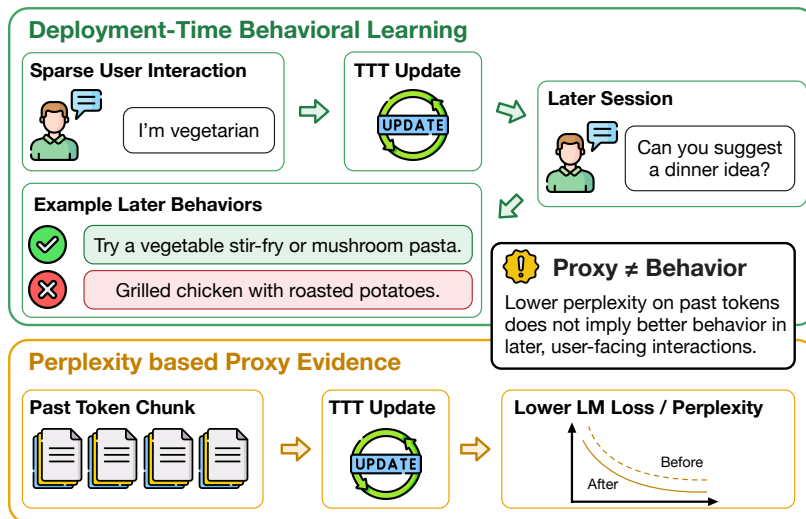 Deployment-Time Behavioral Learning
Sparse User Interaction
I'm vegetarian
TTT Update
UPDATE
Later Session
Can you suggest
a dinner idea?
Example Later Behaviors
Try a vegetable stir-fry or mushroom pasta.
Grilled chicken with roasted potatoes.
Proxy ≠ Behavior
Lower perplexity on past tokens
does not imply better behavior in
later, user-facing interactions.
Perplexity based Proxy Evidence
Past Token Chunk
TTT Update
UPDATE
Lower LM Loss / Perplexity
Before
After